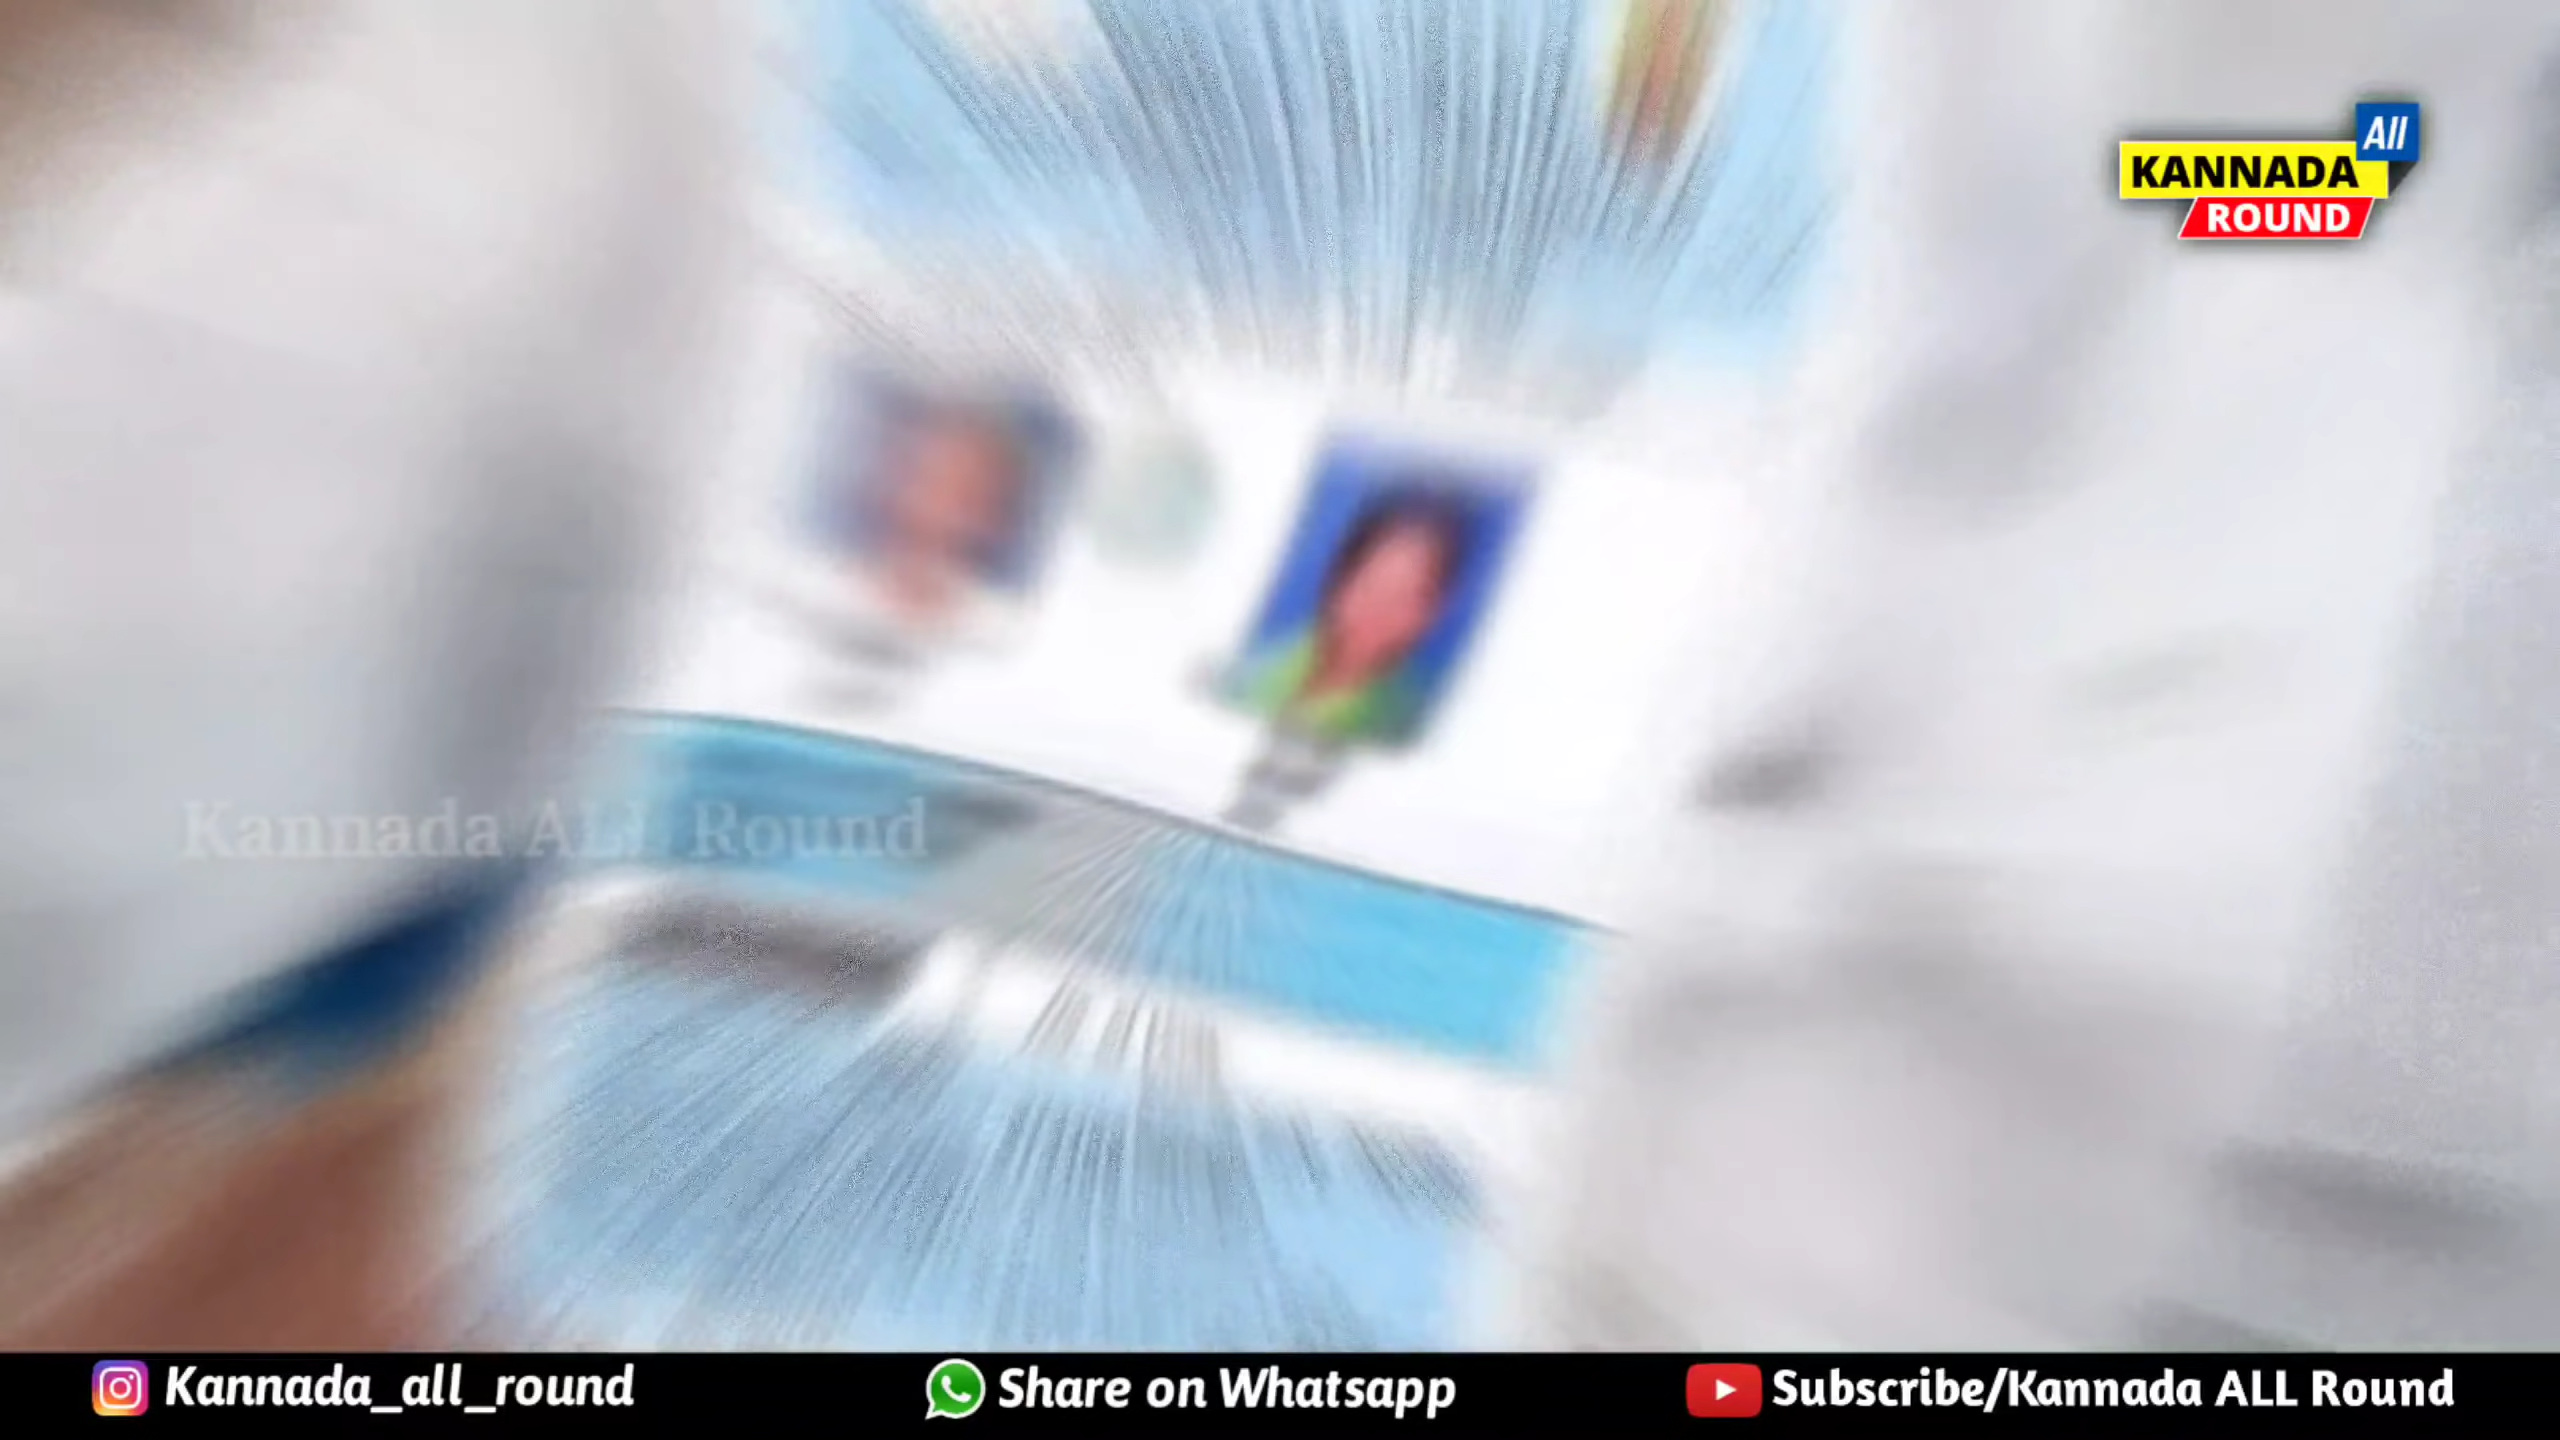 All
KANNADA
ROUND
Kannada ALL Round
Kannada_all_round
Share on Whatsapp
Subscribe/Kannada ALL Round